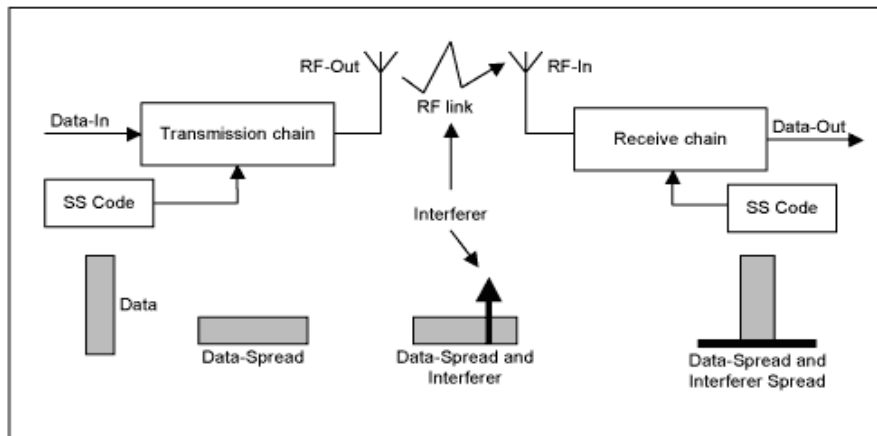 RF-Out
RF-In
RF link
Data-In
Transmission chain
Receive chain
Data-Out
SS Code
SS Code
Interferer
Data
Data-Spread
Data-Spread and
Interferer
Data-Spread and
Interferer Spread